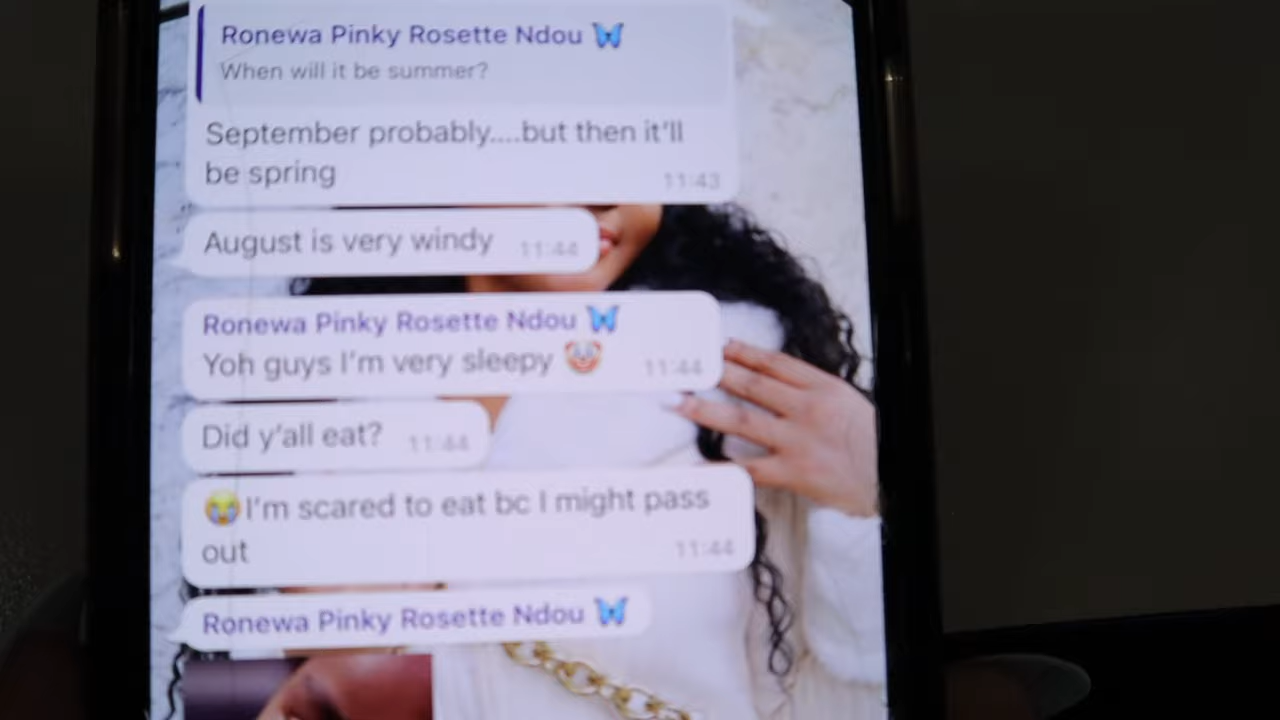 Ronewa Pinky Rosette Ndou 🦋
When will it be summer?
September probably....but then it'll
be spring
11:43
August is very windy 11:44
Ronewa Pinky Rosette Ndou 🦋
Yoh guys I'm very sleepy 🤡 11:44
Did y'all eat? 11:44
😭I'm scared to eat bc I might pass
out 11:44
Ronewa Pinky Rosette Ndou 🦋